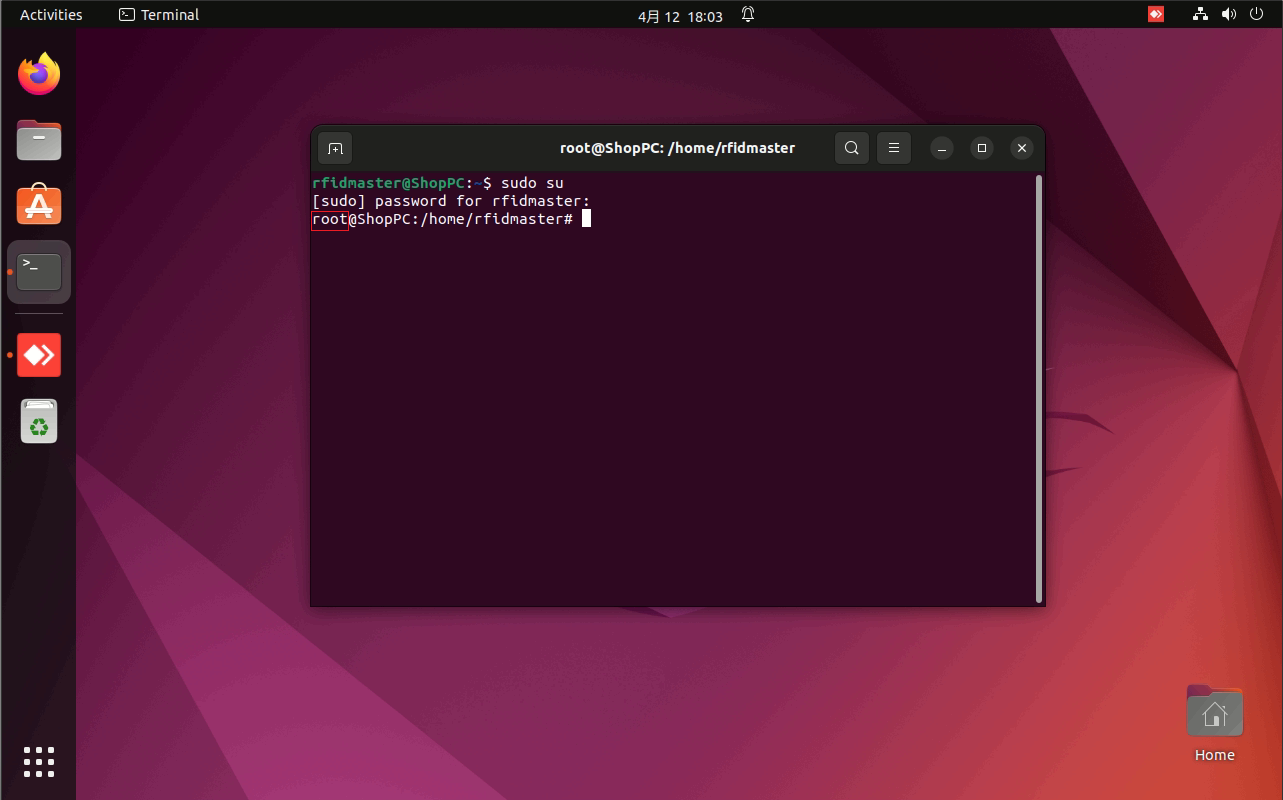 Activities Terminal 4月 12 18:03
root@ShopPC: /home/rfidmaster
rfidmaster@ShopPC:~$ sudo su
[sudo] password for rfidmaster:
root@ShopPC:/home/rfidmaster#
Home